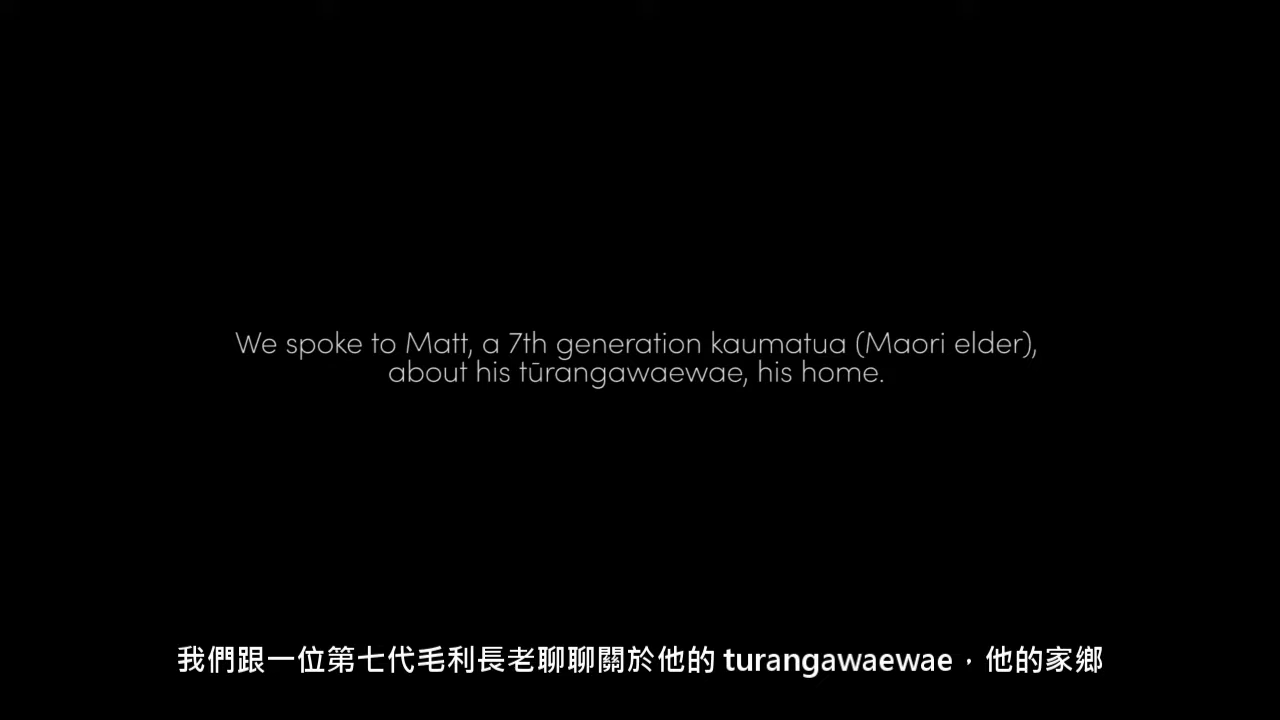 We spoke to Matt, a 7th generation kaumatua (Maori elder),
about his tūrangawaewae, his home.
我們跟一位第七代毛利長老聊聊關於他的 turangawaewae，他的家鄉